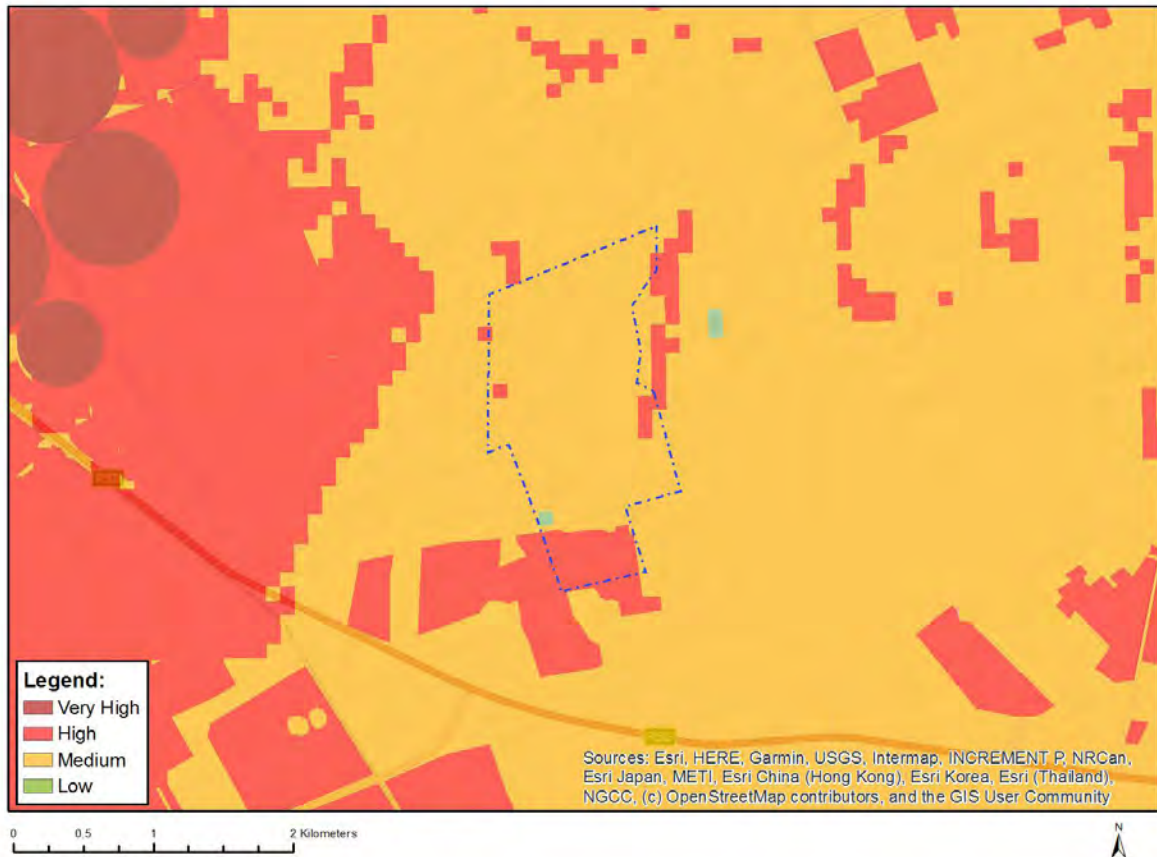 Legend:
Very High
High
Medium
Low
Sources: Esri, HERE, Garmin, USGS, Intermap, INCREMENT P, NRCan,
Esri Japan, METI, Esri China (Hong Kong), Esri Korea, Esri (Thailand),
NGCC, (c) OpenStreetMap contributors, and the GIS User Community
0 0.5 1 2 Kilometers
N